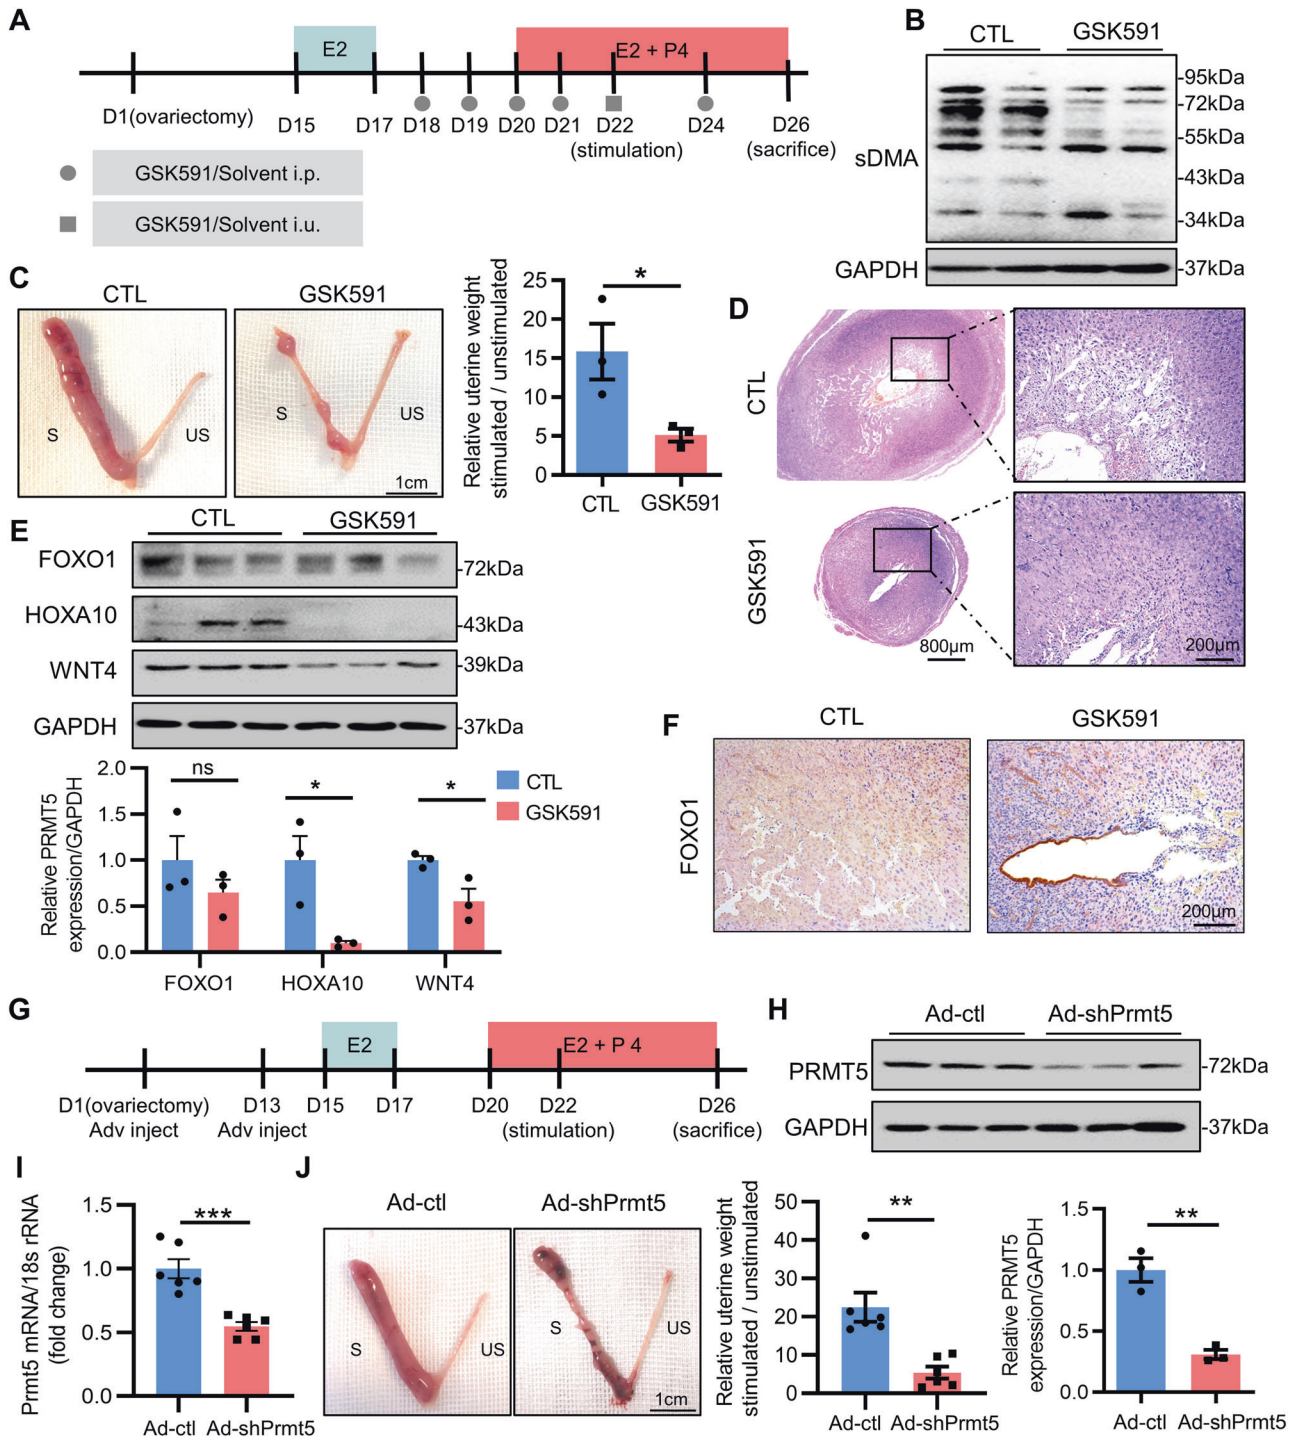 A
E2
E2 + P4
D1(ovariectomy)
D15
D17
D18
D19
D20
D21
D22
(stimulation)
D24
D26
(sacrifice)
GSK591/Solvent i.p.
GSK591/Solvent i.u.
B
CTL
GSK591
sDMA
-95kDa
-72kDa
-55kDa
-43kDa
-34kDa
GAPDH
-37kDa
C
CTL
GSK591
S
US
S
US
1cm
Relative uterine weight
stimulated / unstimulated
25
20
15
10
5
0
*
CTL
GSK591
D
CTL
GSK591
800μm
200μm
E
CTL
GSK591
FOXO1
-72kDa
HOXA10
-43kDa
WNT4
-39kDa
GAPDH
-37kDa
Relative PRMT5
expression/GAPDH
2.0
1.5
1.0
0.5
0.0
ns
*
*
CTL
GSK591
FOXO1
HOXA10
WNT4
F
CTL
GSK591
FOXO1
200μm
G
E2
E2 + P 4
D1(ovariectomy)
Adv inject
D13
Adv inject
D15
D17
D20
D22
(stimulation)
D26
(sacrifice)
H
Ad-ctl
Ad-shPrmt5
PRMT5
-72kDa
GAPDH
-37kDa
I
Prmt5 mRNA/18s rRNA
(fold change)
1.5
1.0
0.5
0.0
***
Ad-ctl
Ad-shPrmt5
J
Ad-ctl
Ad-shPrmt5
S
US
S
US
1cm
Relative uterine weight
stimulated / unstimulated
50
40
30
20
10
0
**
Ad-ctl
Ad-shPrmt5
Relative PRMT5
expression/GAPDH
1.5
1.0
0.5
0.0
**
Ad-ctl
Ad-shPrmt5